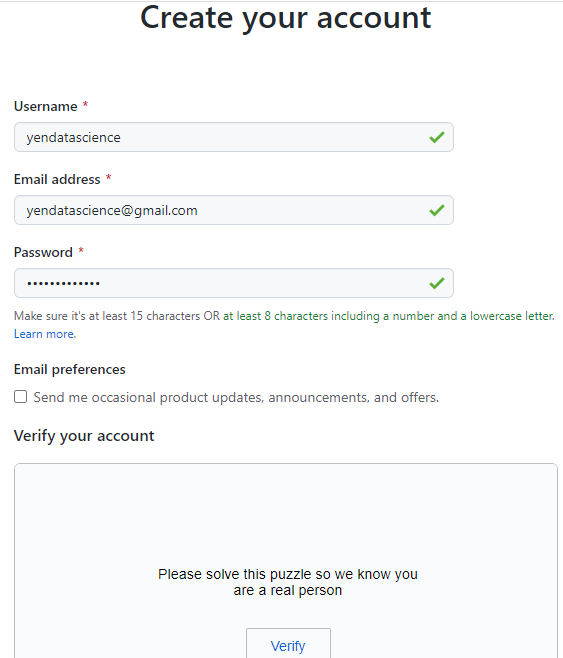 Create your account
Username *
yendatascience
Email address *
yendatascience@gmail.com
Password *
•••••••••••••
Make sure it's at least 15 characters OR at least 8 characters including a number and a lowercase letter.
Learn more.
Email preferences
Send me occasional product updates, announcements, and offers.
Verify your account
Please solve this puzzle so we know you
are a real person
Verify